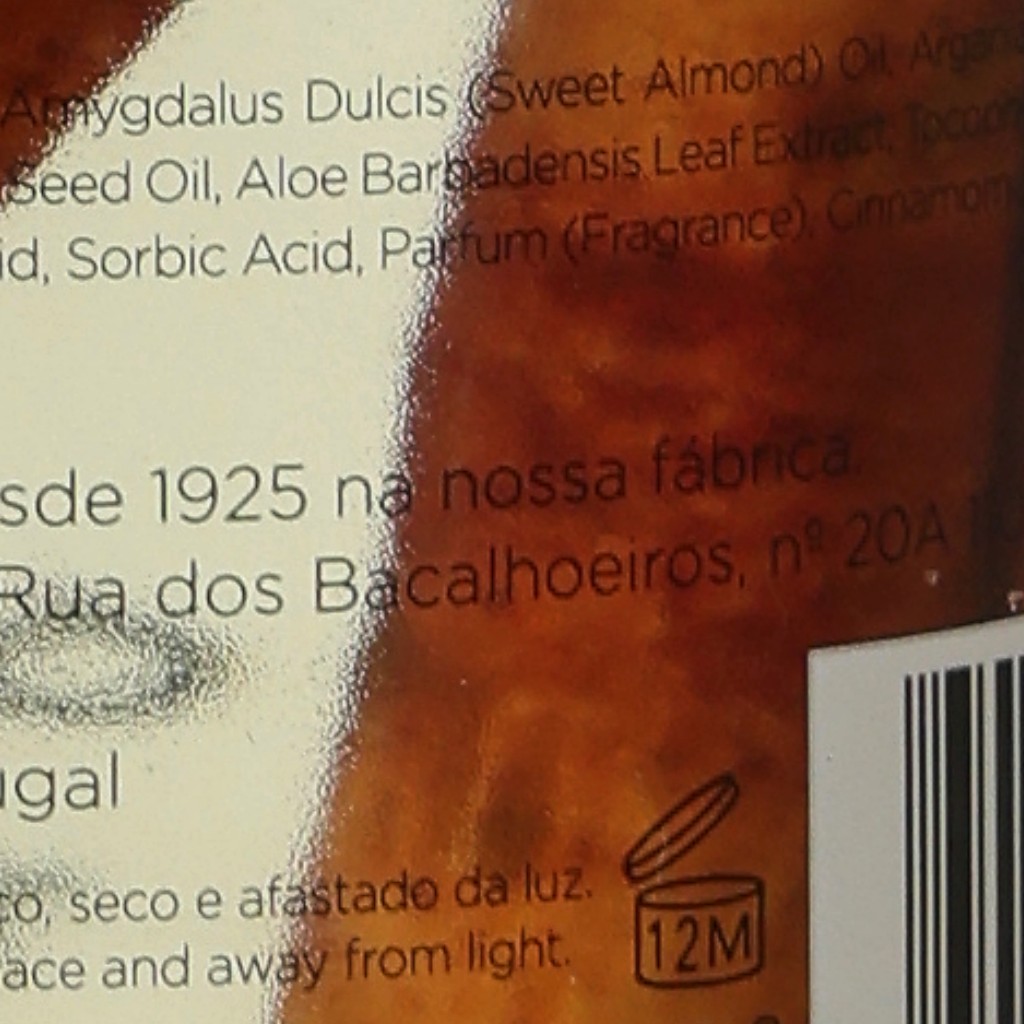 Amygdalus Dulcis (Sweet Almond) Oil, Argania
Seed Oil, Aloe Barbadensis Leaf Extract,
id, Sorbic Acid, Parfum (Fragrance),
sde 1925 na nossa fábrica.
Rua dos Bacalhoeiros, nº 20A
ugal
co, seco e afastado da luz.
ace and away from light.
12M